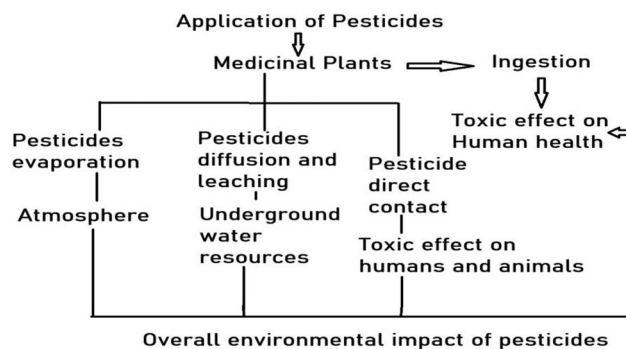 Application of Pesticides
Medicinal Plants
Ingestion
Toxic effect on
Human health
Pesticides
evaporation
Pesticides
diffusion and
leaching
Pesticide
direct
contact
Atmosphere
Underground
water
resources
Toxic effect on
humans and animals
Overall environmental impact of pesticides